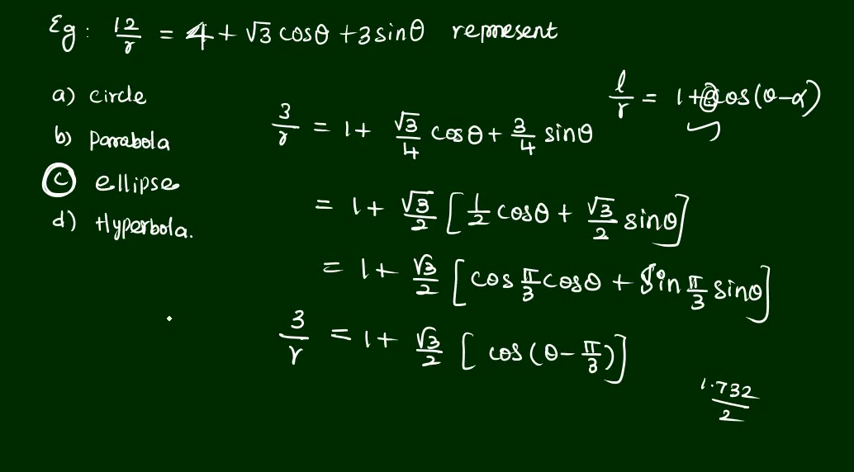 Eg: 12/r = 4 + √3 cosθ + 3 sinθ represent
a) circle
b) Parabola
c) ellipse
d) Hyperbola.
l/r = 1 + e cos(θ-α)
3/r = 1 + √3/4 cosθ + 3/4 sinθ
= 1 + √3/2 [1/2 cosθ + √3/2 sinθ]
= 1 + √3/2 [cos π/3 cosθ + Sin π/3 sinθ]
3/r = 1 + √3/2 [cos(θ - π/3)]
1.732/2